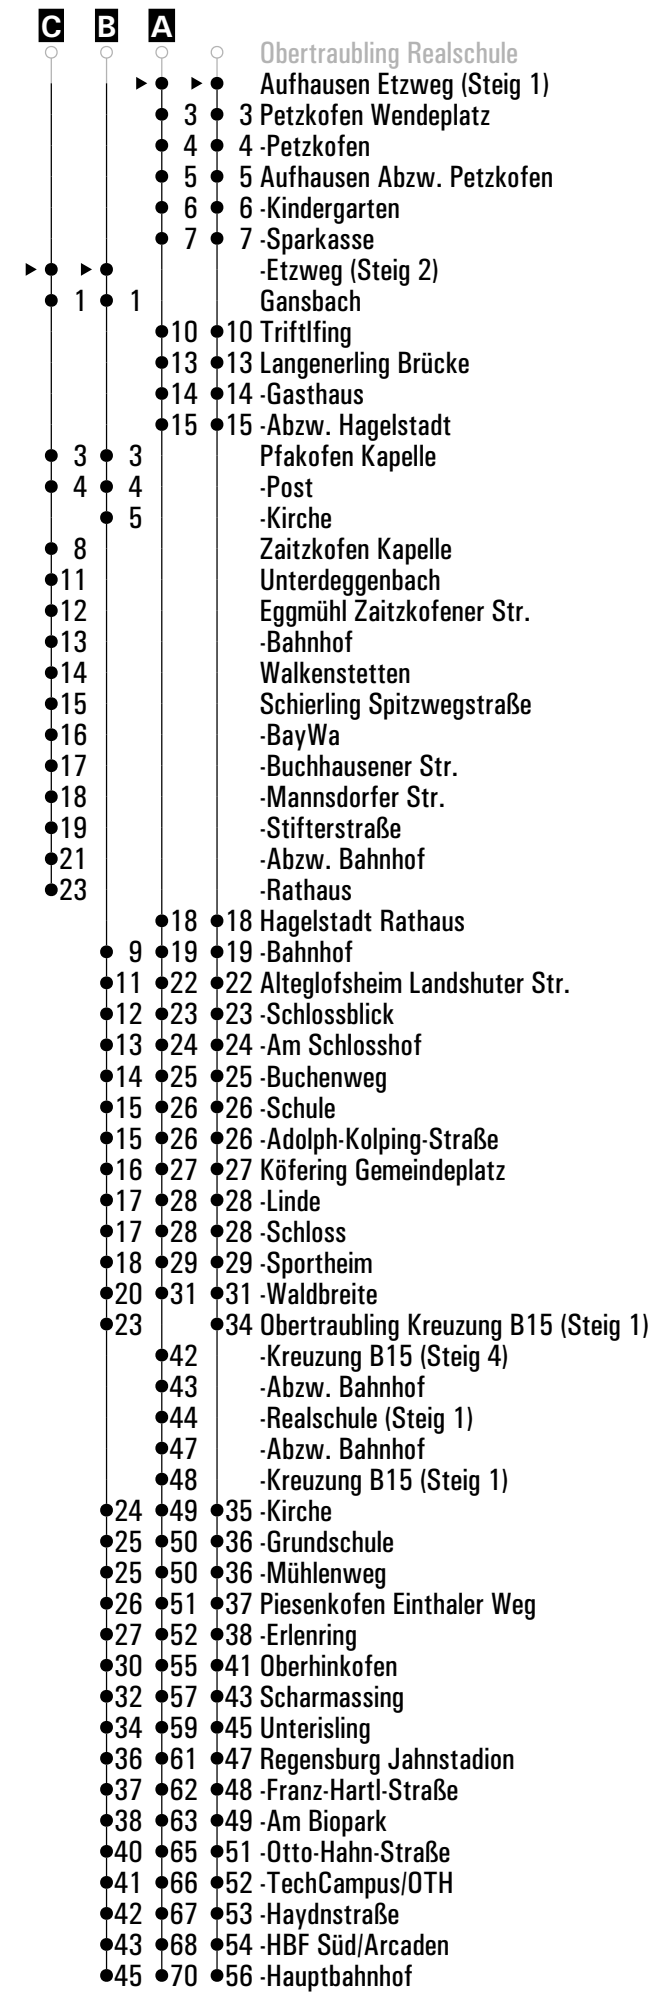 C B A
Obertraubling Realschule
Aufhausen Etzweg (Steig 1)
3 3 Petzkofen Wendeplatz
4 4 -Petzkofen
5 5 Aufhausen Abzw. Petzkofen
6 6 -Kindergarten
7 7 -Sparkasse
-Etzweg (Steig 2)
1 1 Gansbach
10 10 Triftlfing
13 13 Langenerling Brücke
14 14 -Gasthaus
15 15 -Abzw. Hagelstadt
3 3 Pfakofen Kapelle
4 4 -Post
5 -Kirche
8 Zaitzkofen Kapelle
11 Unterdeggenbach
12 Eggmühl Zaitzkofener Str.
13 -Bahnhof
14 Walkenstetten
15 Schierling Spitzwegstraße
16 -BayWa
17 -Buchhausener Str.
18 -Mannsdorfer Str.
19 -Stifterstraße
21 -Abzw. Bahnhof
23 -Rathaus
18 18 Hagelstadt Rathaus
9 19 19 -Bahnhof
11 22 22 Alteglofsheim Landshuter Str.
12 23 23 -Schlossblick
13 24 24 -Am Schlosshof
14 25 25 -Buchenweg
15 26 26 -Schule
15 26 26 -Adolph-Kolping-Straße
16 27 27 Köfering Gemeindeplatz
17 28 28 -Linde
17 28 28 -Schloss
18 29 29 -Sportheim
20 31 31 -Waldbreite
23 34 Obertraubling Kreuzung B15 (Steig 1)
42 -Kreuzung B15 (Steig 4)
43 -Abzw. Bahnhof
44 -Realschule (Steig 1)
47 -Abzw. Bahnhof
48 -Kreuzung B15 (Steig 1)
24 49 35 -Kirche
25 50 36 -Grundschule
25 50 36 -Mühlenweg
26 51 37 Piesenkofen Einthaler Weg
27 52 38 -Erlenring
30 55 41 Oberhinkofen
32 57 43 Scharmassing
34 59 45 Unterisling
36 61 47 Regensburg Jahnstadion
37 62 48 -Franz-Hartl-Straße
38 63 49 -Am Biopark
40 65 51 -Otto-Hahn-Straße
41 66 52 -TechCampus/OTH
42 67 53 -Haydnstraße
43 68 54 -HBF Süd/Arcaden
45 70 56 -Hauptbahnhof